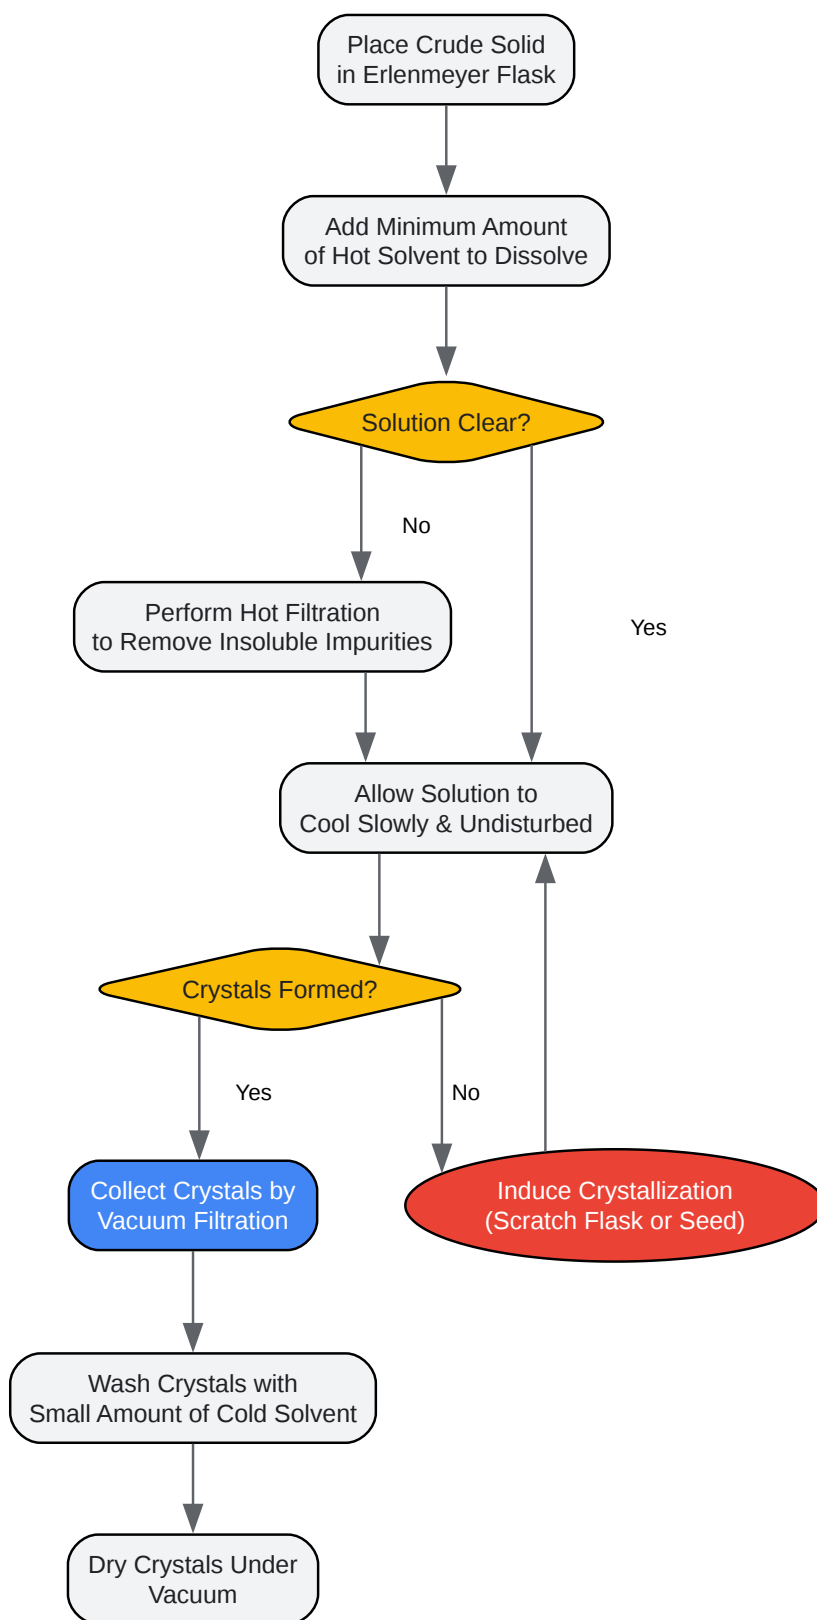 Place Crude Solid
in Erlenmeyer Flask
Add Minimum Amount
of Hot Solvent to Dissolve
Solution Clear?
No
Perform Hot Filtration
to Remove Insoluble Impurities
Yes
Allow Solution to
Cool Slowly & Undisturbed
Crystals Formed?
Yes
No
Collect Crystals by
Vacuum Filtration
Induce Crystallization
(Scratch Flask or Seed)
Wash Crystals with
Small Amount of Cold Solvent
Dry Crystals Under
Vacuum